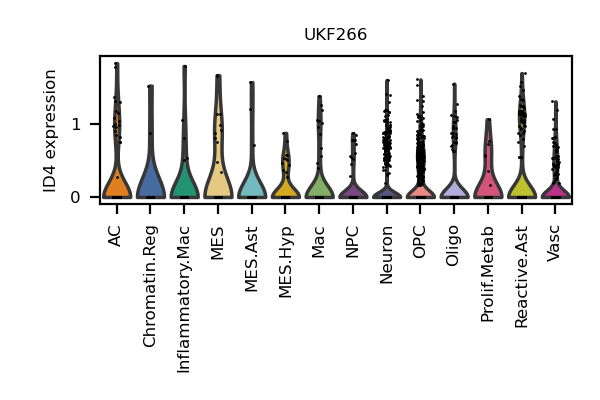 UKF266
ID4 expression
1
0
AC
Chromatin.Reg
Inflammatory.Mac
MES
MES.Ast
MES.Hyp
Mac
NPC
Neuron
OPC
Oligo
Prolif.Metab
Reactive.Ast
Vasc